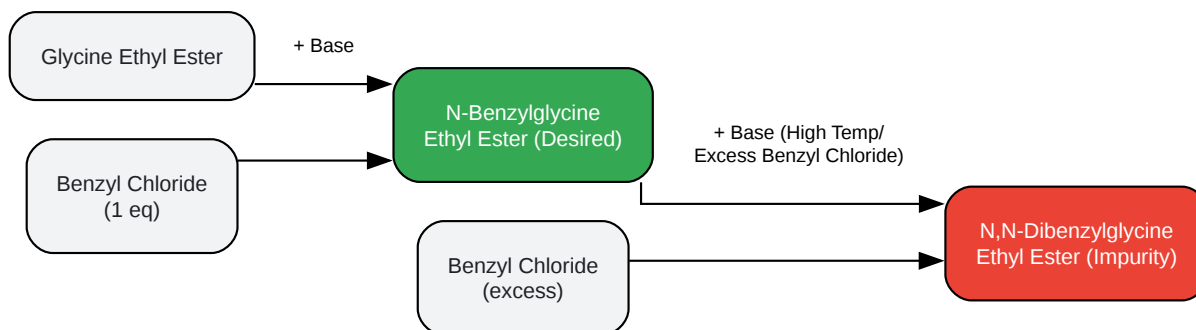 Glycine Ethyl Ester
+ Base
Benzyl Chloride
(1 eq)
N-Benzylglycine
Ethyl Ester (Desired)
+ Base (High Temp/
Excess Benzyl Chloride)
Benzyl Chloride
(excess)
N,N-Dibenzylglycine
Ethyl Ester (Impurity)